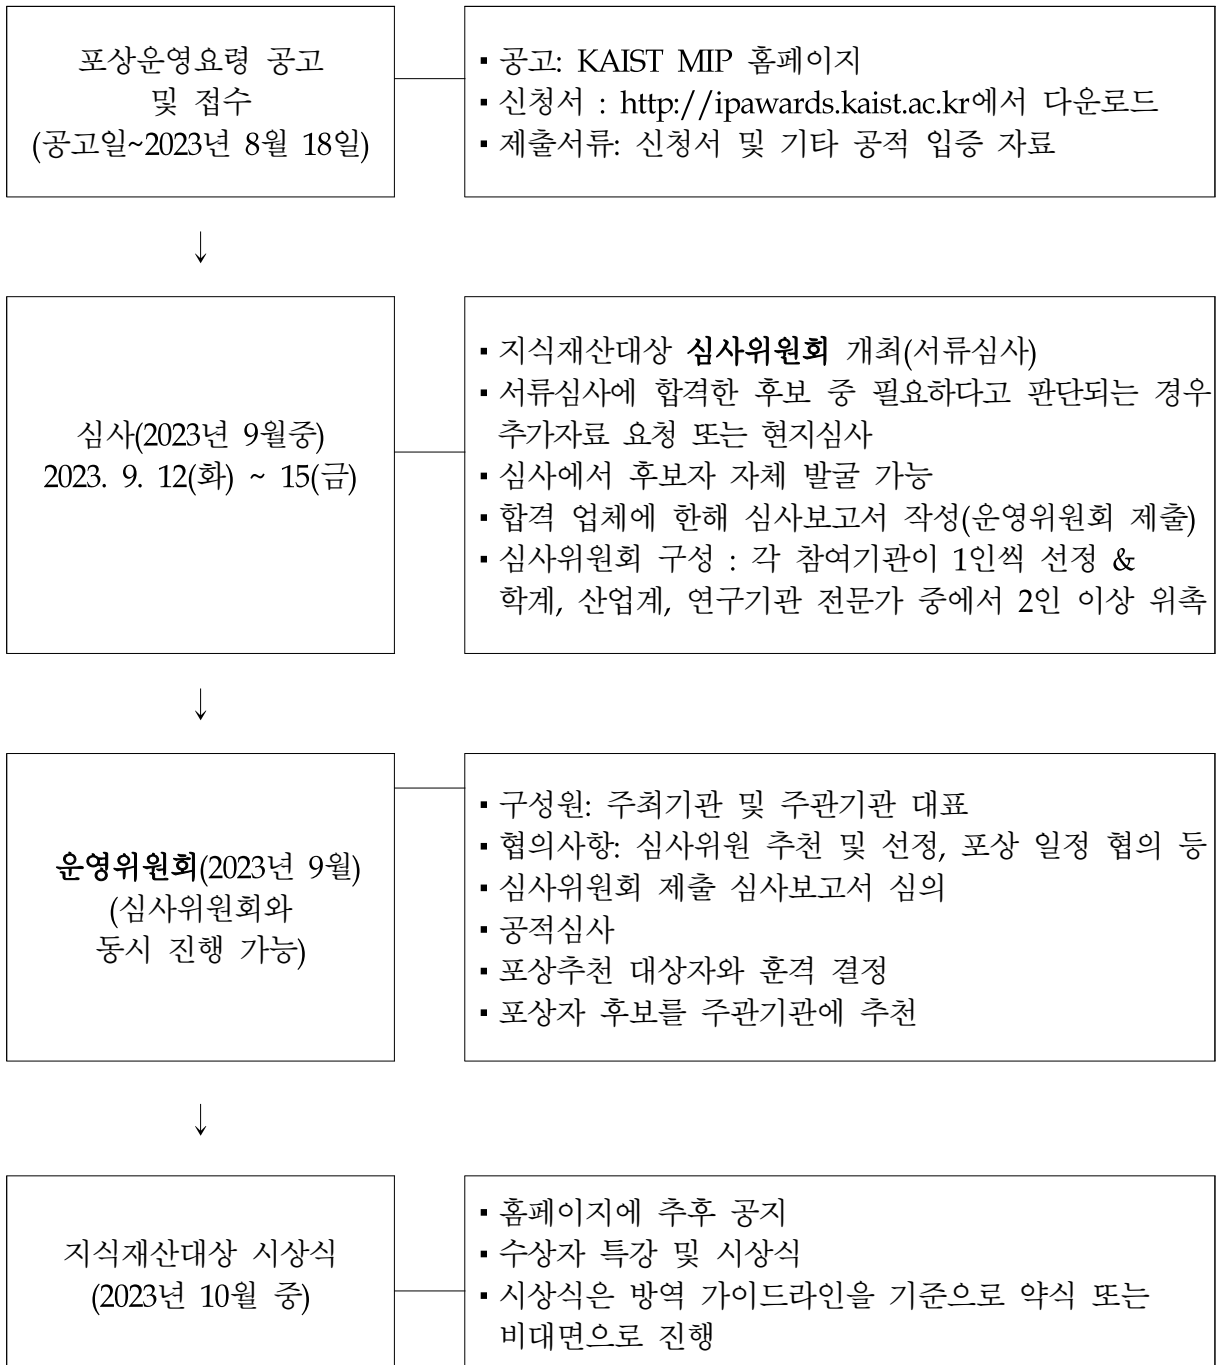 포상운영요령 공고
및 접수
(공고일~2023년 8월 18일)
▪ 공고: KAIST MIP 홈페이지
▪ 신청서 : http://ipawards.kaist.ac.kr에서 다운로드
▪ 제출서류: 신청서 및 기타 공적 입증 자료
↓
심사(2023년 9월중)
2023. 9. 12(화) ~ 15(금)
▪ 지식재산대상 심사위원회 개최(서류심사)
▪ 서류심사에 합격한 후보 중 필요하다고 판단되는 경우
추가자료 요청 또는 현지심사
▪ 심사에서 후보자 자체 발굴 가능
▪ 합격 업체에 한해 심사보고서 작성(운영위원회 제출)
▪ 심사위원회 구성 : 각 참여기관이 1인씩 선정 &
학계, 산업계, 연구기관 전문가 중에서 2인 이상 위촉
↓
운영위원회(2023년 9월)
(심사위원회와
동시 진행 가능)
▪ 구성원: 주최기관 및 주관기관 대표
▪ 협의사항: 심사위원 추천 및 선정, 포상 일정 협의 등
▪ 심사위원회 제출 심사보고서 심의
▪ 공적심사
▪ 포상추천 대상자와 훈격 결정
▪ 포상자 후보를 주관기관에 추천
↓
지식재산대상 시상식
(2023년 10월 중)
▪ 홈페이지에 추후 공지
▪ 수상자 특강 및 시상식
▪ 시상식은 방역 가이드라인을 기준으로 약식 또는
비대면으로 진행